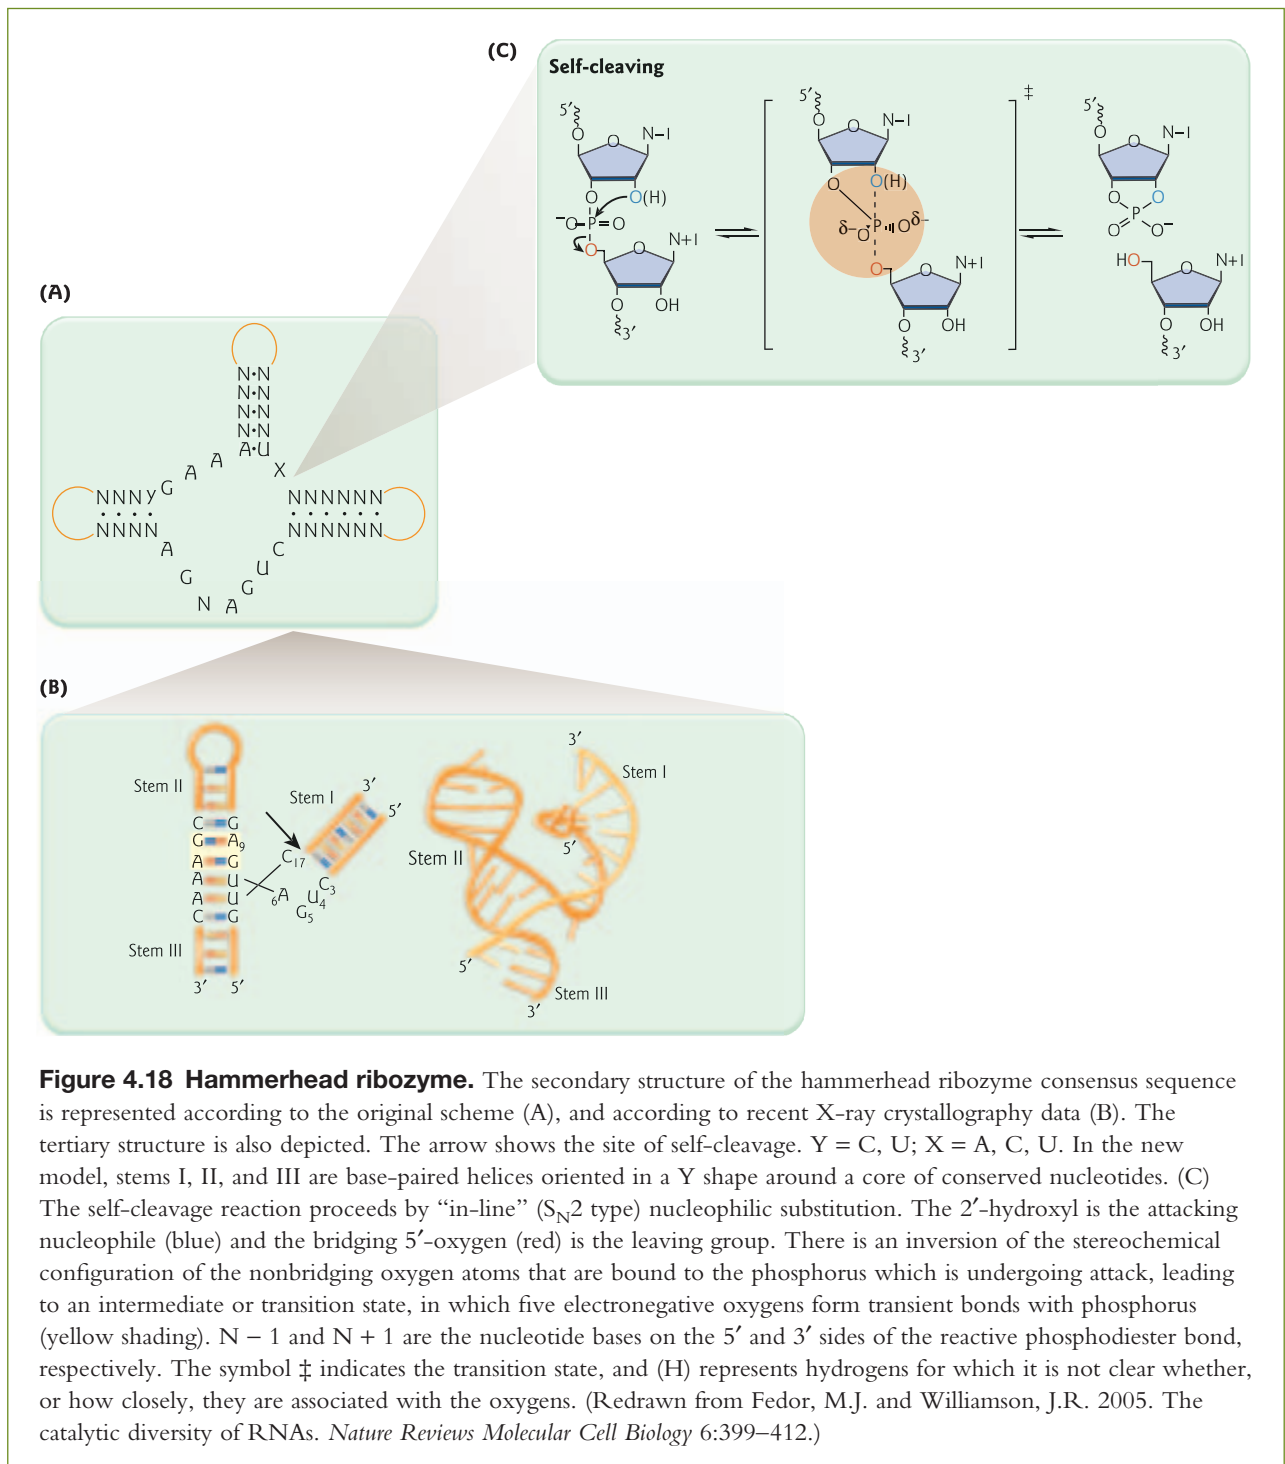 (C)
Self-cleaving
5′ O O N–I
O O(H)
⁻O–P=O
O O N+I
O OH
3′
‡
5′ O O N–I
O O(H)
δ–O P Oδ–
O O N+I
O OH
3′
5′ O O N–I
O O
P
O O⁻
HO O N+I
O OH
3′
(A)
N•N
N•N
N•N
N•N
A•U
A X
A
G
NNNy NNNNNN
• • • • • • • • • •
NNNN NNNNNN
A C
G U
N A G
(B)
Stem II
C G
G A9
A G
A U
A U
C G
Stem III
3′ 5′
Stem I
3′
5′
C17
C3
U4
G5
6A
3′
Stem I
5′
Stem II
5′
Stem III
3′
Figure 4.18 Hammerhead ribozyme. The secondary structure of the hammerhead ribozyme consensus sequence
is represented according to the original scheme (A), and according to recent X-ray crystallography data (B). The
tertiary structure is also depicted. The arrow shows the site of self-cleavage. Y = C, U; X = A, C, U. In the new
model, stems I, II, and III are base-paired helices oriented in a Y shape around a core of conserved nucleotides. (C)
The self-cleavage reaction proceeds by “in-line” (SN2 type) nucleophilic substitution. The 2′-hydroxyl is the attacking
nucleophile (blue) and the bridging 5′-oxygen (red) is the leaving group. There is an inversion of the stereochemical
configuration of the nonbridging oxygen atoms that are bound to the phosphorus which is undergoing attack, leading
to an intermediate or transition state, in which five electronegative oxygens form transient bonds with phosphorus
(yellow shading). N − 1 and N + 1 are the nucleotide bases on the 5′ and 3′ sides of the reactive phosphodiester bond,
respectively. The symbol ‡ indicates the transition state, and (H) represents hydrogens for which it is not clear whether,
or how closely, they are associated with the oxygens. (Redrawn from Fedor, M.J. and Williamson, J.R. 2005. The
catalytic diversity of RNAs. Nature Reviews Molecular Cell Biology 6:399–412.)